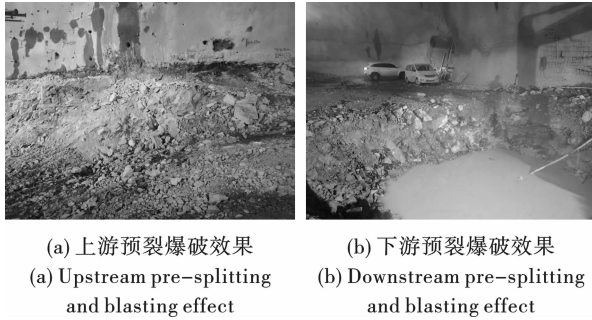 (a) 上游预裂爆破效果
(a) Upstream pre-splitting
and blasting effect
(b) 下游预裂爆破效果
(b) Downstream pre-splitting
and blasting effect